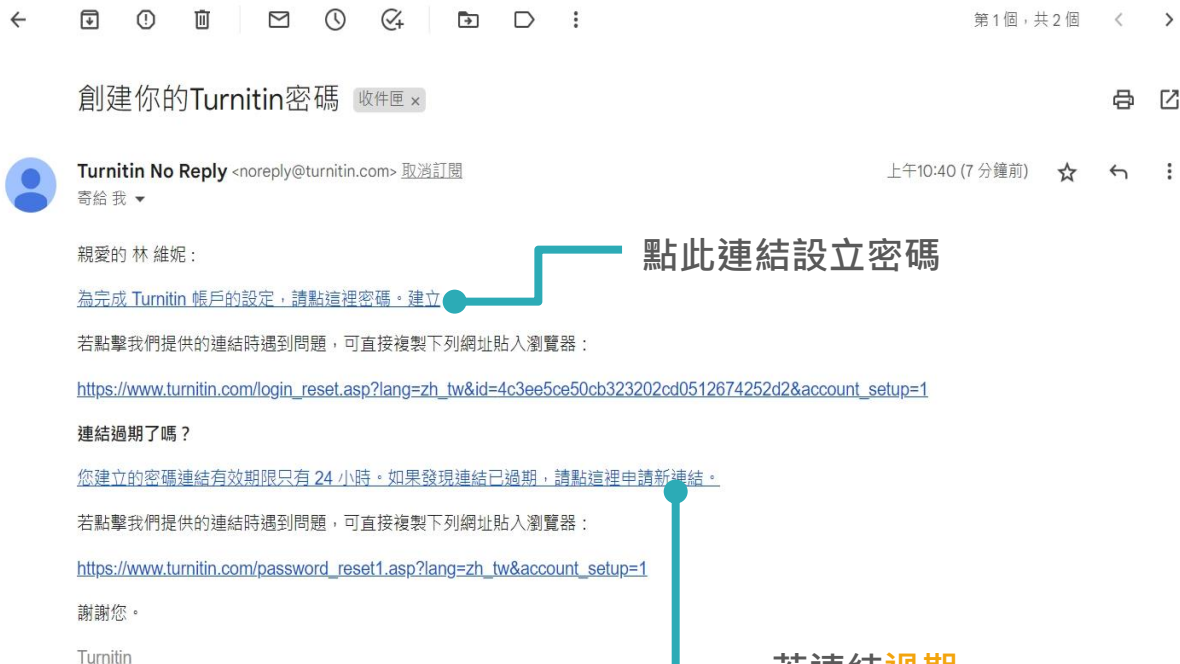 第1個，共2個
創建你的Turnitin密碼 收件匣 x
Turnitin No Reply <noreply@turnitin.com> 取消訂閱
上午10:40 (7 分鐘前)
寄給 我
親愛的 林 維妮：
點此連結設立密碼
為完成 Turnitin 帳戶的設定，請點這裡密碼。建立
若點擊我們提供的連結時遇到問題，可直接複製下列網址貼入瀏覽器：
https://www.turnitin.com/login_reset.asp?lang=zh_tw&id=4c3ee5ce50cb323202cd0512674252d2&account_setup=1
連結過期了嗎？
您建立的密碼連結有效期限只有 24 小時。如果發現連結已過期，請點這裡申請新連結。
若點擊我們提供的連結時遇到問題，可直接複製下列網址貼入瀏覽器：
https://www.turnitin.com/password_reset1.asp?lang=zh_tw&account_setup=1
謝謝您。
Turnitin
若連結過期